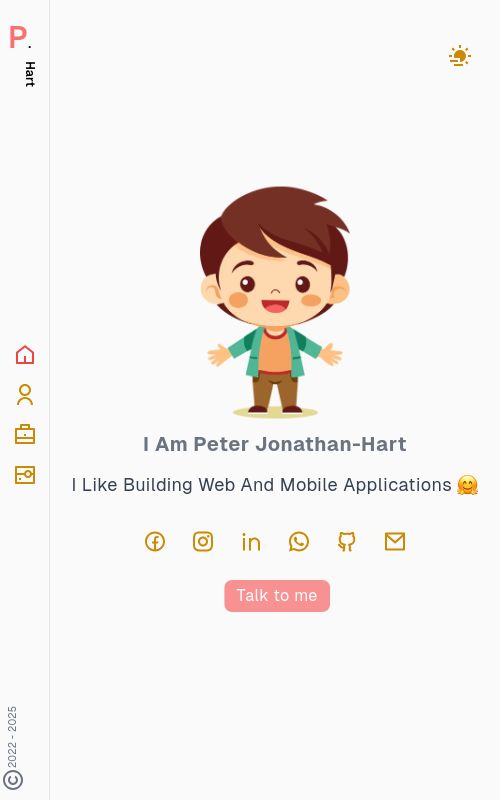 P.
Hart
I Am Peter Jonathan-Hart
I Like Building Web And Mobile Applications 🤗
Talk to me
© 2022 - 2025